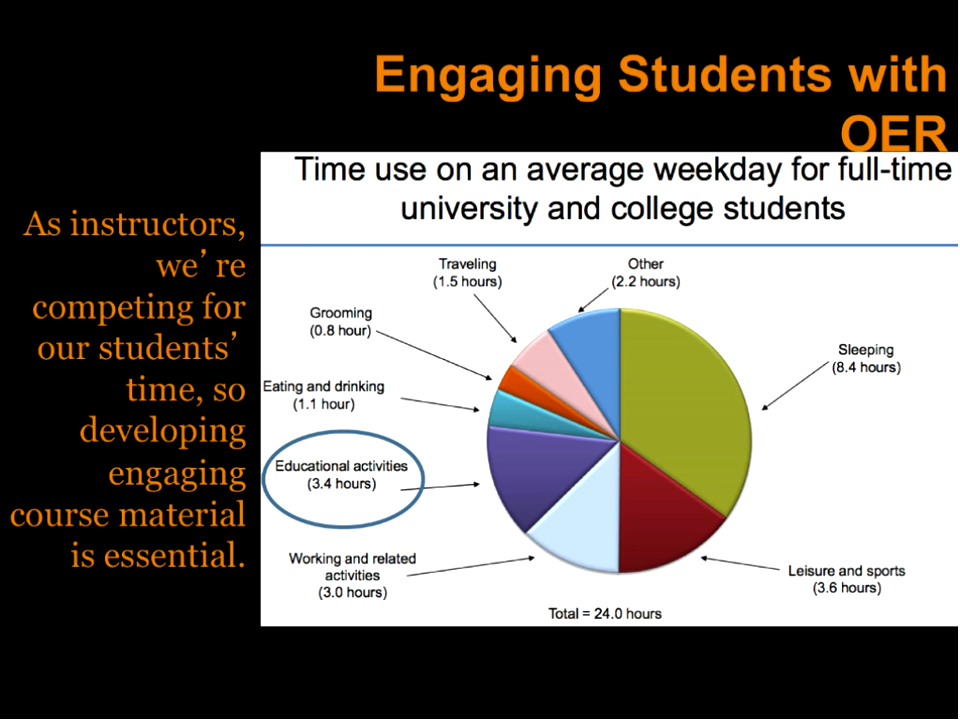 Engaging Students with
OER
As instructors,
we’ re
competing for
our students’
time, so
developing
engaging
course material
is essential.
Time use on an average weekday for full-time
university and college students
Traveling
(1.5 hours)
Other
(2.2 hours)
Grooming
(0.8 hour)
Sleeping
(8.4 hours)
Eating and drinking
(1.1 hour)
Educational activities
(3.4 hours)
Working and related
activities
(3.0 hours)
Leisure and sports
(3.6 hours)
Total = 24.0 hours